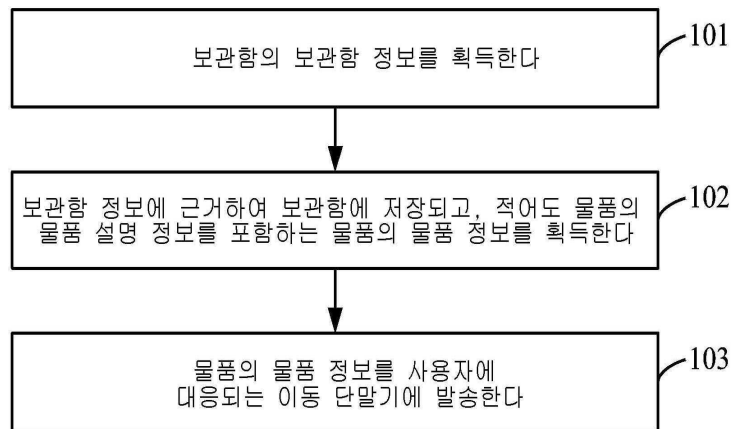 보관함의 보관함 정보를 획득한다
101
보관함 정보에 근거하여 보관함에 저장되고, 적어도 물품의
물품 설명 정보를 포함하는 물품의 물품 정보를 획득한다
102
물품의 물품 정보를 사용자에
대응되는 이동 단말기에 발송한다
103